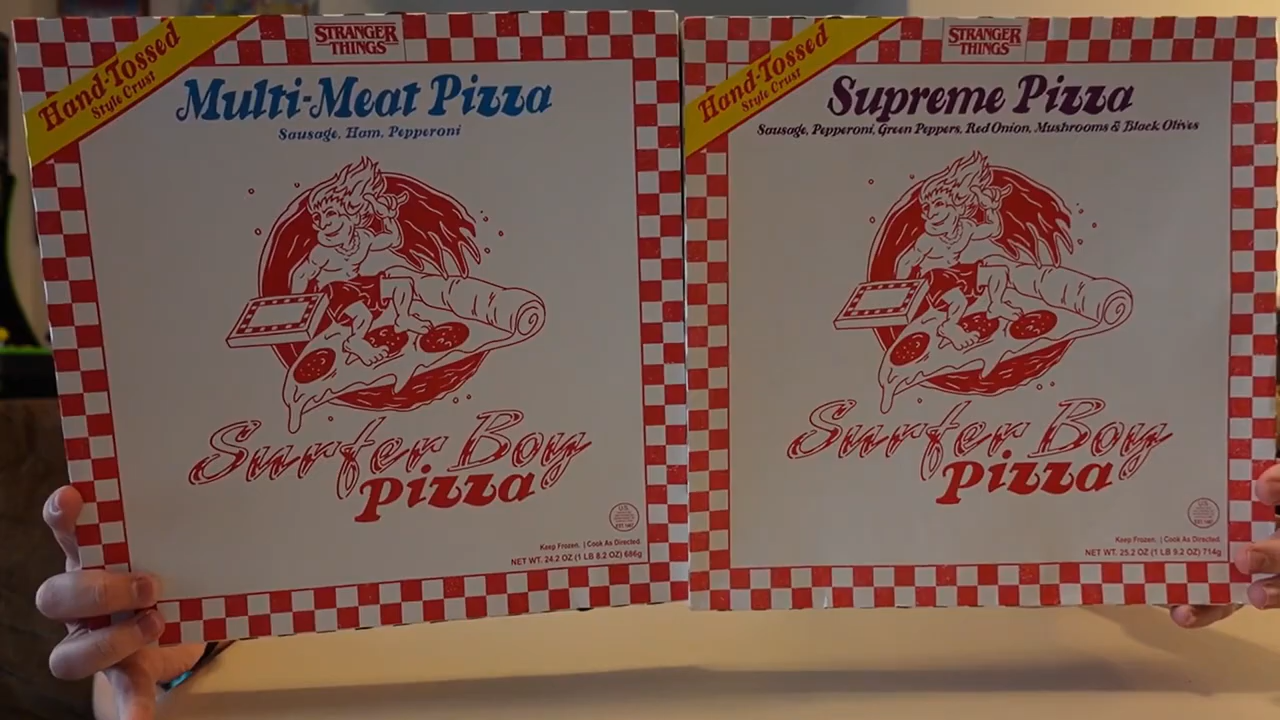 Hand-Tossed
Style Crust
STRANGER
THINGS
Multi-Meat Pizza
Sausage, Ham, Pepperoni
Surfer Boy
Pizza
U.S.
Keep Frozen. | Cook As Directed.
NET WT. 24.2 OZ (1 LB 8.2 OZ) 686g
Hand-Tossed
Style Crust
STRANGER
THINGS
Supreme Pizza
Sausage, Pepperoni, Green Peppers, Red Onion, Mushrooms & Black Olives
Surfer Boy
Pizza
U.S.
Keep Frozen. | Cook As Directed.
NET WT. 25.2 OZ (1 LB 9.2 OZ) 714g